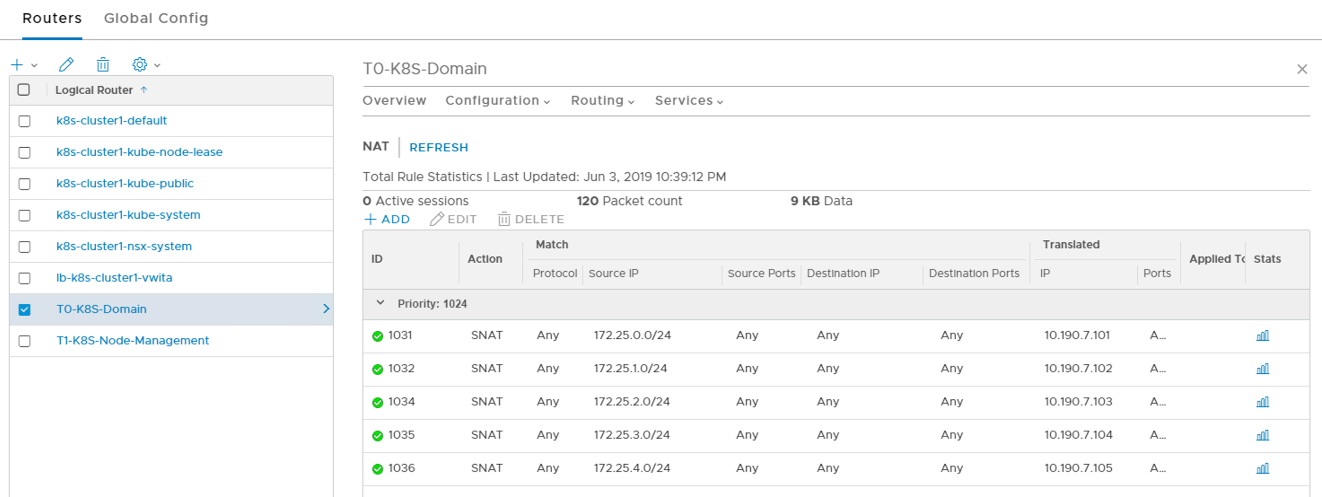 Routers Global Config
Logical Router
k8s-cluster1-default
k8s-cluster1-kube-node-lease
k8s-cluster1-kube-public
k8s-cluster1-kube-system
k8s-cluster1-nsx-system
lb-k8s-cluster1-vwita
T0-K8S-Domain
T1-K8S-Node-Management
T0-K8S-Domain
Overview Configuration Routing Services
NAT REFRESH
Total Rule Statistics | Last Updated: Jun 3, 2019 10:39:12 PM
0 Active sessions 120 Packet count 9 KB Data
ADD EDIT DELETE
ID Action Match Translated Applied To Stats
Protocol Source IP Source Ports Destination IP Destination Ports IP Ports
Priority: 1024
1031 SNAT Any 172.25.0.0/24 Any Any Any 10.190.7.101 A...
1032 SNAT Any 172.25.1.0/24 Any Any Any 10.190.7.102 A...
1034 SNAT Any 172.25.2.0/24 Any Any Any 10.190.7.103 A...
1035 SNAT Any 172.25.3.0/24 Any Any Any 10.190.7.104 A...
1036 SNAT Any 172.25.4.0/24 Any Any Any 10.190.7.105 A...